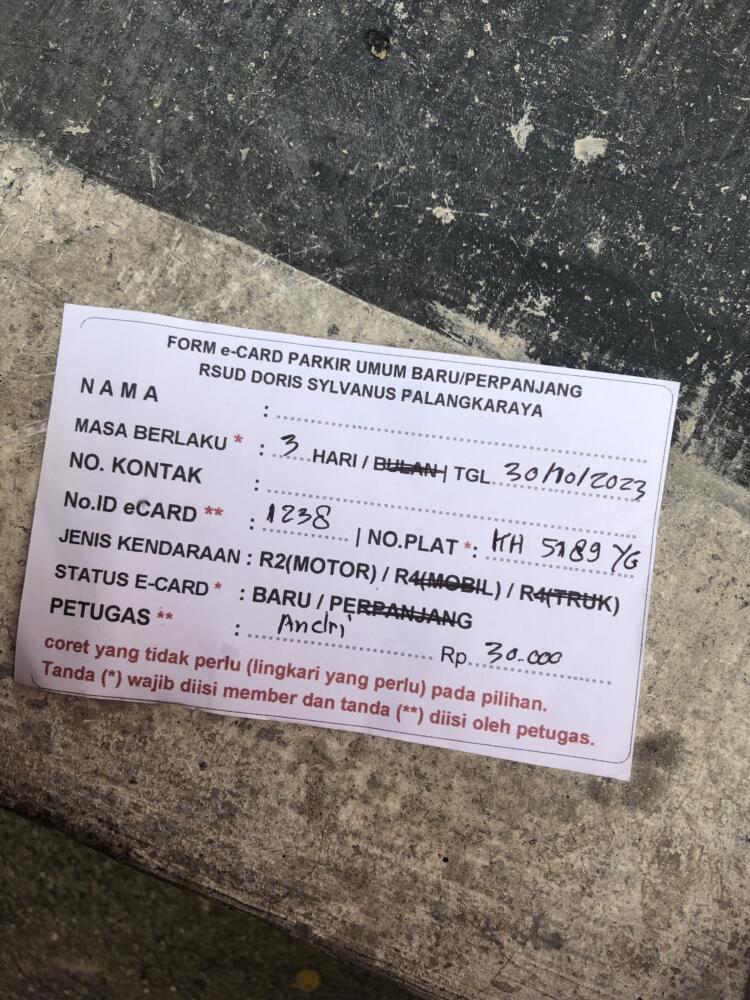 FORM e-CARD PARKIR UMUM BARU/PERPANJANG
RSUD DORIS SYLVANUS PALANGKARAYA
NAMA :
MASA BERLAKU * : 3 HARI / BULAN | TGL 30/10/2023
NO. KONTAK :
No.ID eCARD ** : 1238 | NO.PLAT *: KH 5789 YG
JENIS KENDARAAN : R2(MOTOR) / R4(MOBIL) / R4(TRUK)
STATUS E-CARD * : BARU / PERPANJANG
PETUGAS ** : Andri Rp 30.000
coret yang tidak perlu (lingkari yang perlu) pada pilihan.
Tanda (*) wajib diisi member dan tanda (**) diisi oleh petugas.